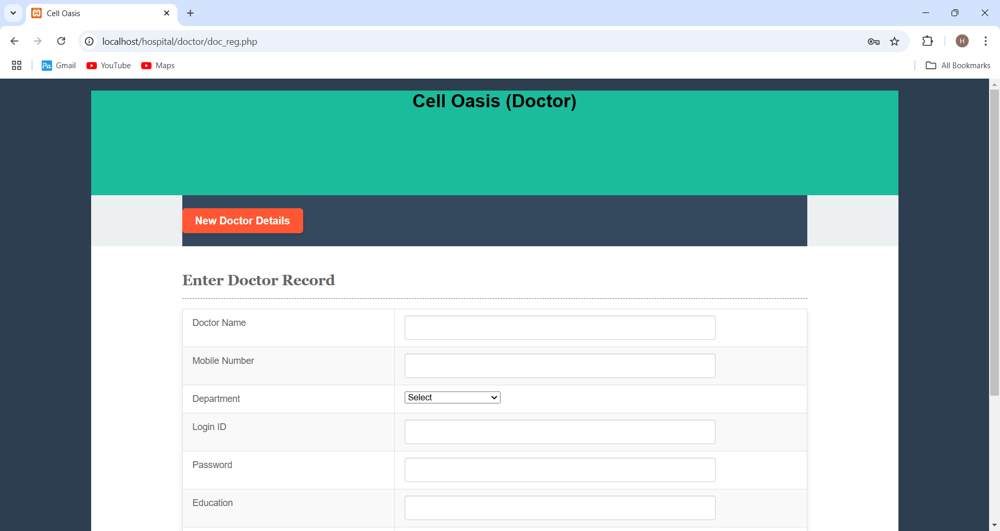 Cell Oasis
localhost/hospital/doctor/doc_reg.php
H
Pa Gmail YouTube Maps All Bookmarks
Cell Oasis (Doctor)
New Doctor Details
Enter Doctor Record
Doctor Name
Mobile Number
Department Select
Login ID
Password
Education